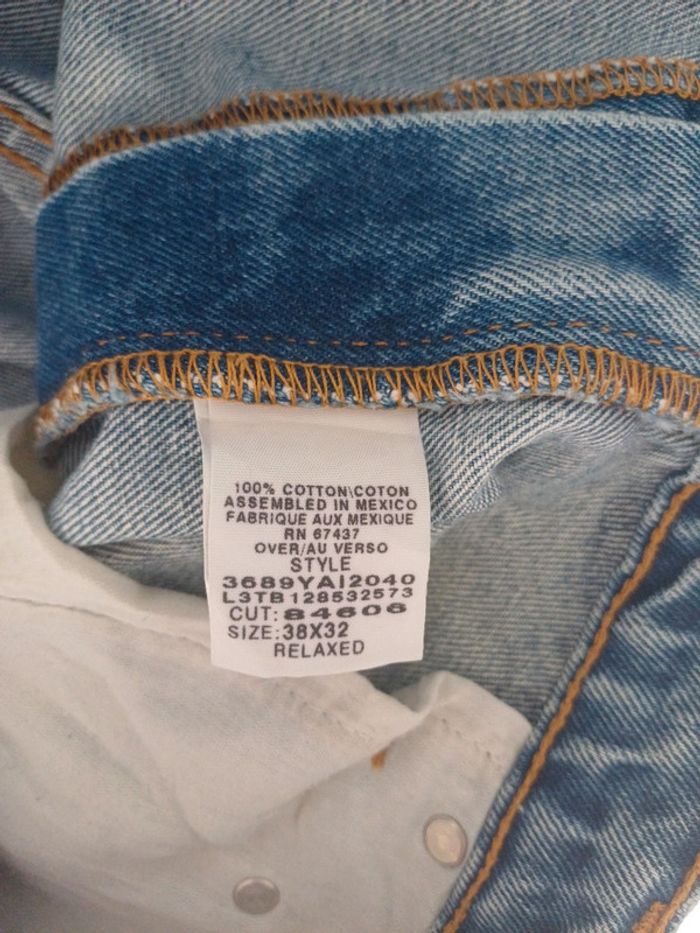 100% COTTON\COTON
ASSEMBLED IN MEXICO
FABRIQUE AUX MEXIQUE
RN 67437
OVER/AU VERSO
STYLE
3689YAI2040
L3TB128532573
CUT: 84606
SIZE:38X32
RELAXED